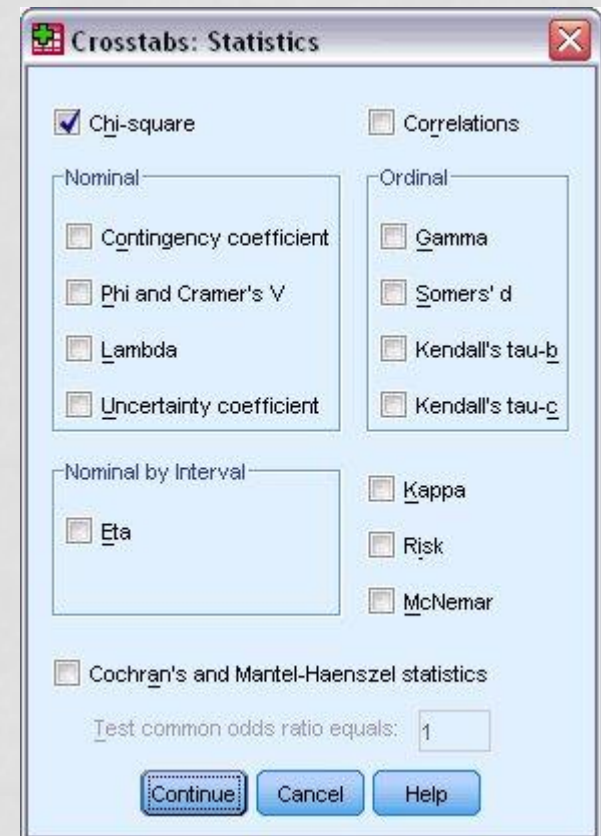 Crosstabs: Statistics
Chi-square
Correlations
Nominal
Contingency coefficient
Phi and Cramer's V
Lambda
Uncertainty coefficient
Ordinal
Gamma
Somers' d
Kendall's tau-b
Kendall's tau-c
Nominal by Interval
Eta
Kappa
Risk
McNemar
Cochran's and Mantel-Haenszel statistics
Test common odds ratio equals: 1
Continue Cancel Help